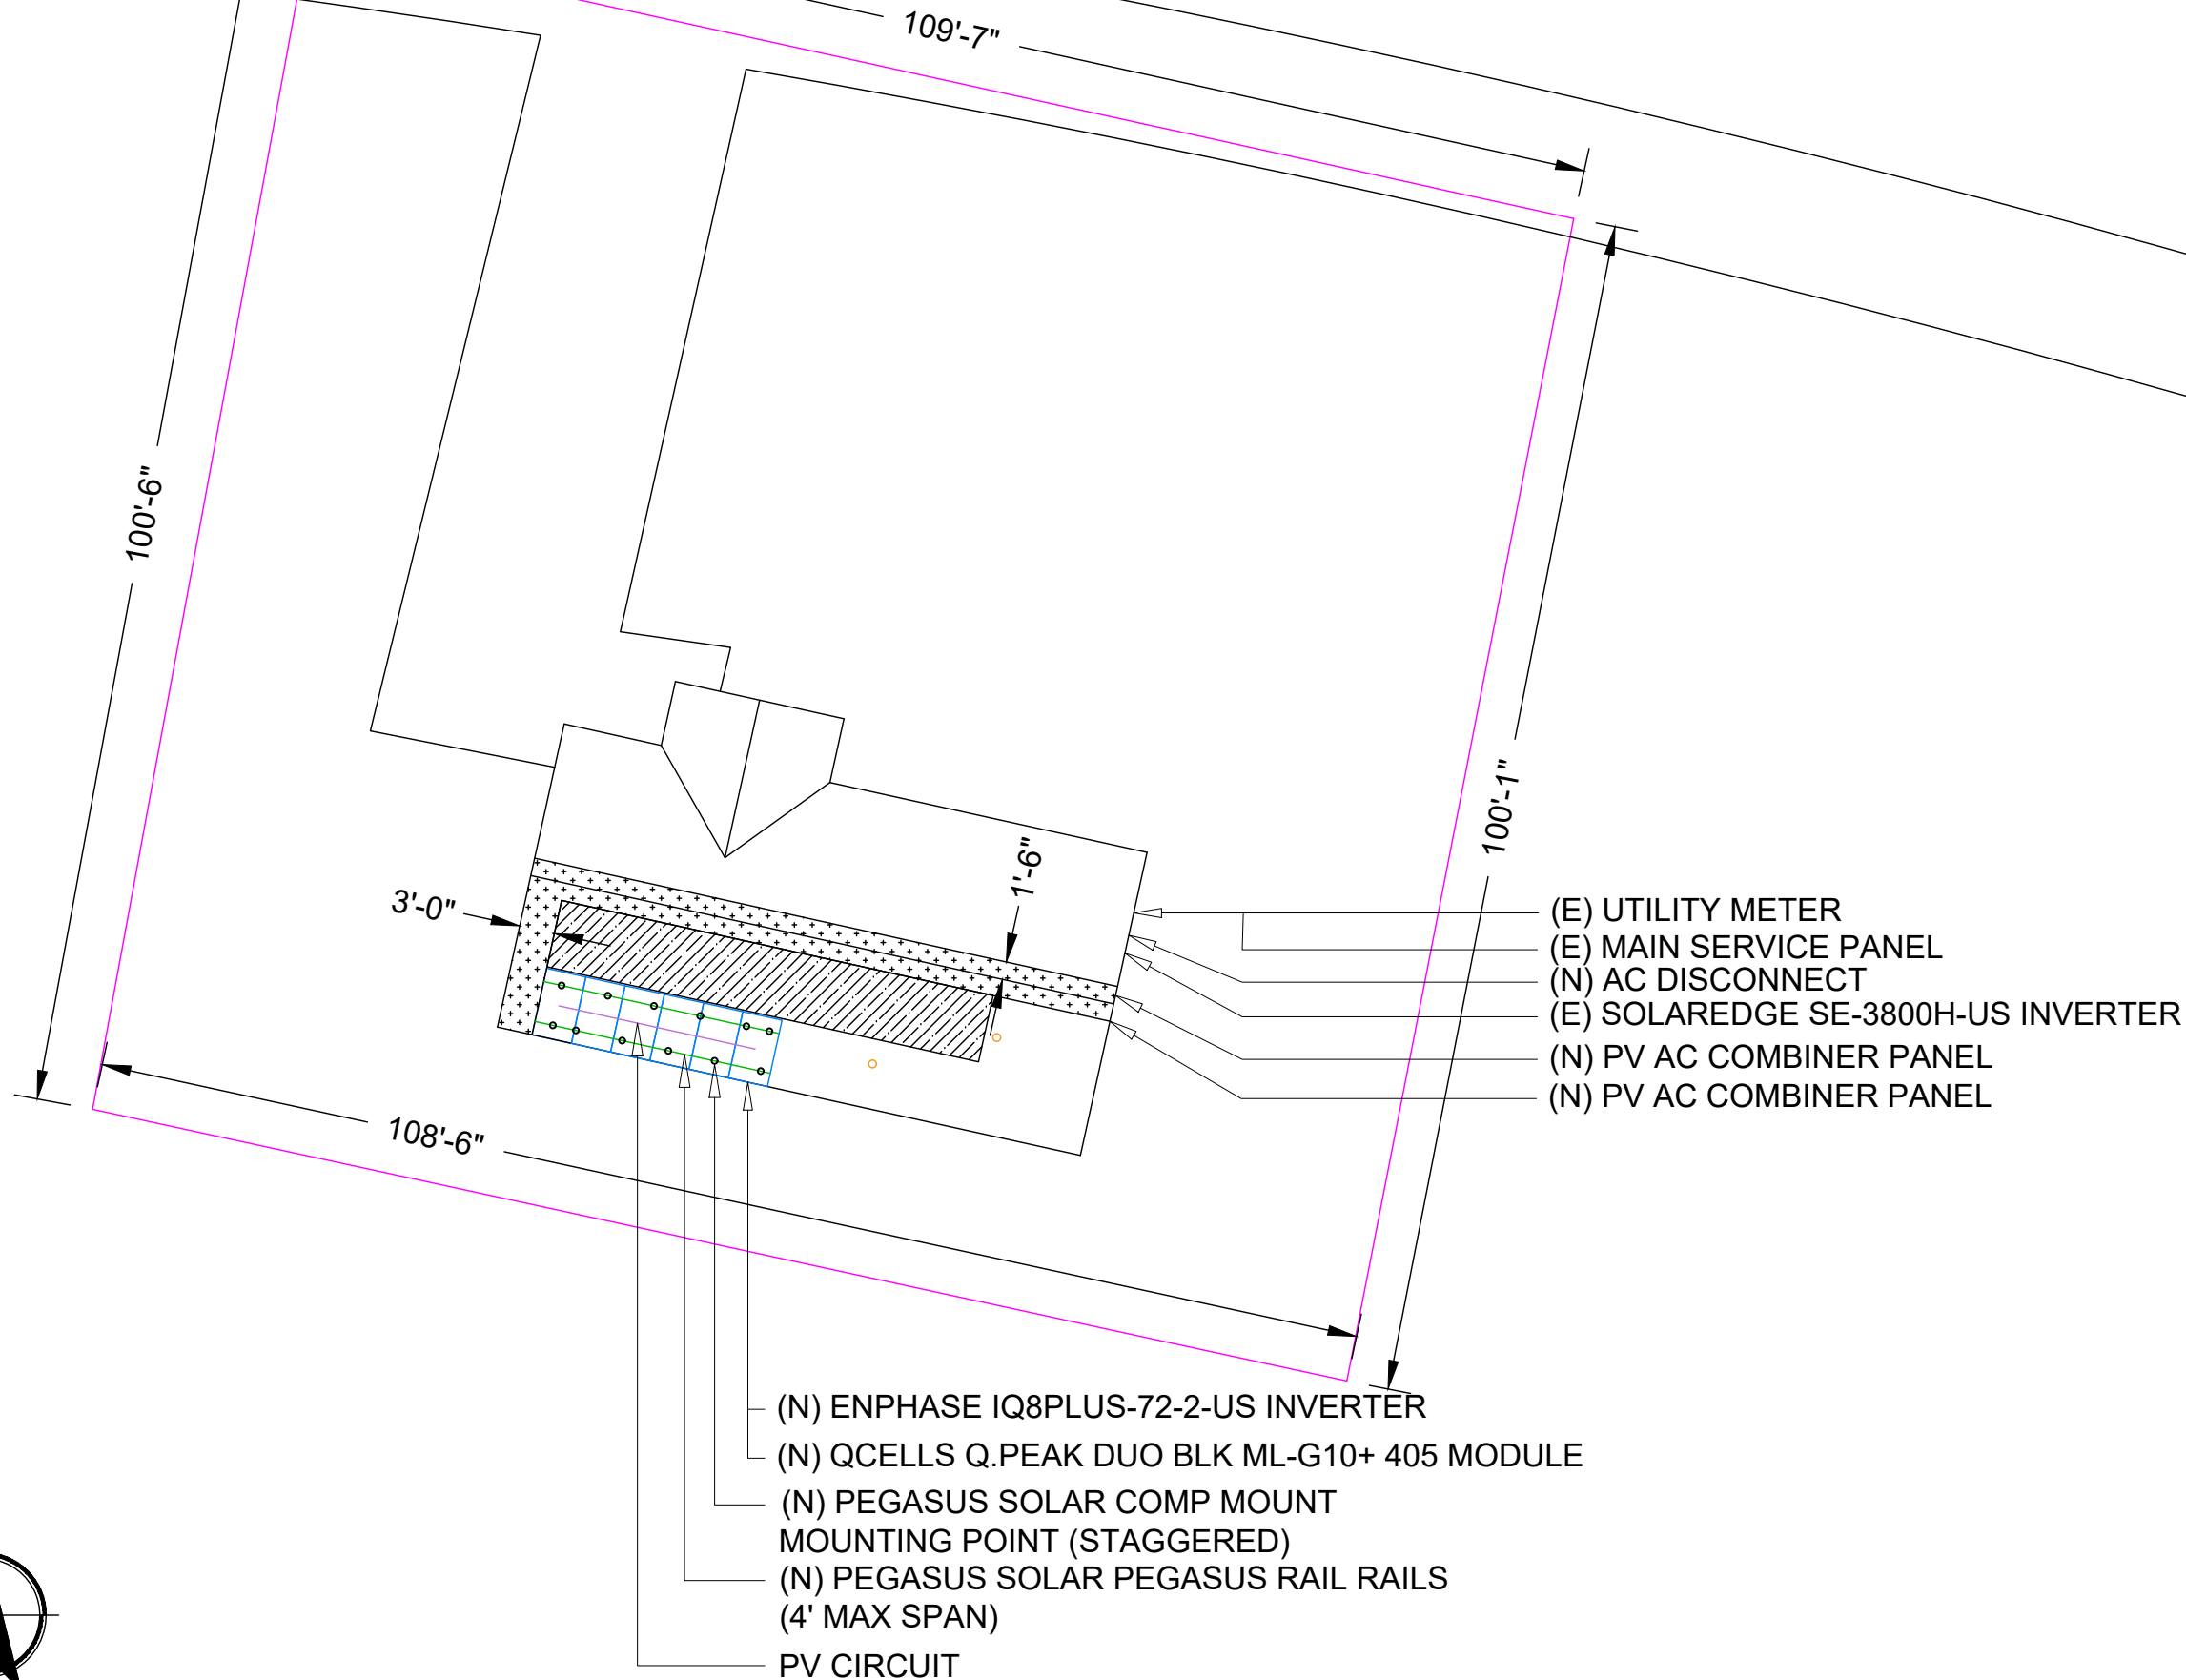 109'-7"
100'-6"
100'-1"
1'-6"
3'-0"
(E) UTILITY METER
(E) MAIN SERVICE PANEL
(N) AC DISCONNECT
(E) SOLAREDGE SE-3800H-US INVERTER
(N) PV AC COMBINER PANEL
(N) PV AC COMBINER PANEL
108'-6"
(N) ENPHASE IQ8PLUS-72-2-US INVERTER
(N) QCELLS Q.PEAK DUO BLK ML-G10+ 405 MODULE
(N) PEGASUS SOLAR COMP MOUNT
MOUNTING POINT (STAGGERED)
(N) PEGASUS SOLAR PEGASUS RAIL RAILS
(4' MAX SPAN)
PV CIRCUIT